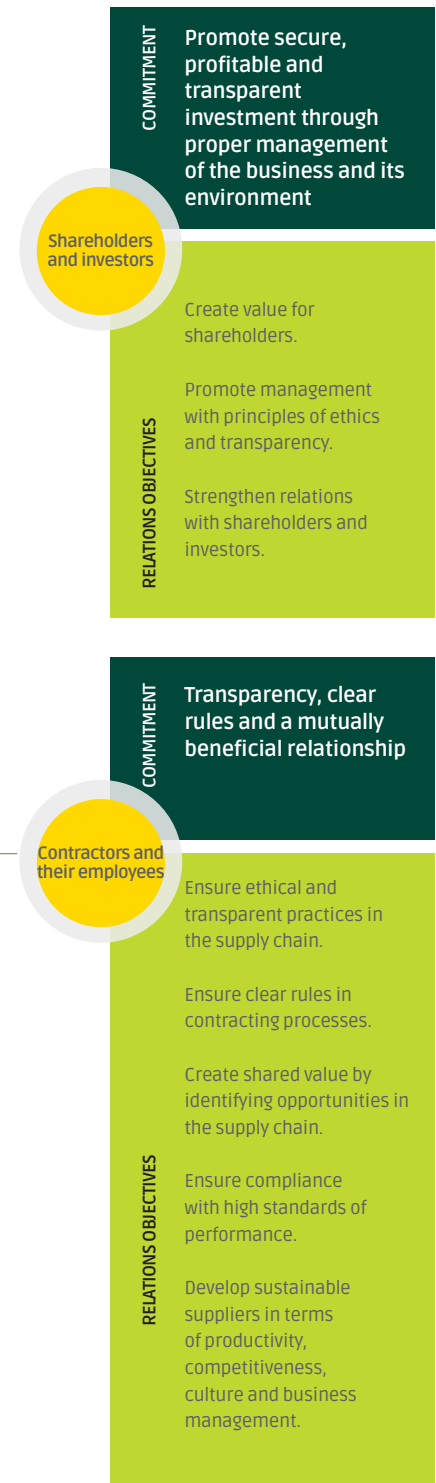 COMMITMENT
Promote secure,
profitable and
transparent
investment through
proper management
of the business and its
environment
Shareholders
and investors
RELATIONS OBJECTIVES
Create value for
shareholders.
Promote management
with principles of ethics
and transparency.
Strengthen relations
with shareholders and
investors.
COMMITMENT
Transparency, clear
rules and a mutually
beneficial relationship
Contractors and
their employees
RELATIONS OBJECTIVES
Ensure ethical and
transparent practices in
the supply chain.
Ensure clear rules in
contracting processes.
Create shared value by
identifying opportunities in
the supply chain.
Ensure compliance
with high standards of
performance.
Develop sustainable
suppliers in terms
of productivity,
competitiveness,
culture and business
management.